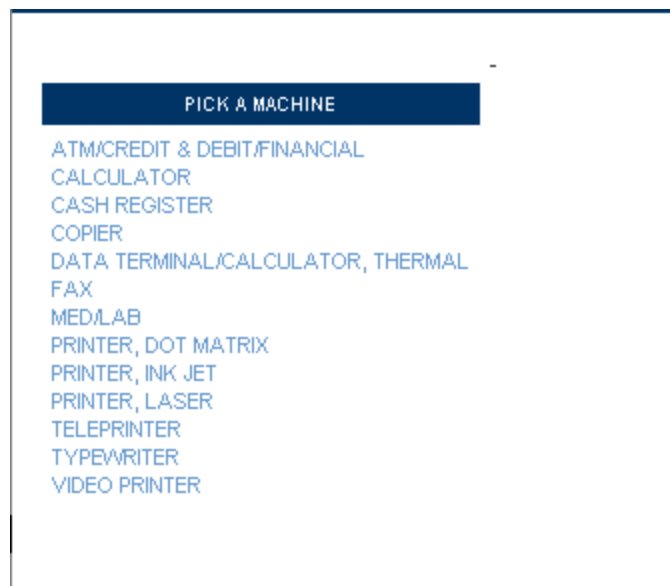 PICK A MACHINE
ATM/CREDIT & DEBIT/FINANCIAL
CALCULATOR
CASH REGISTER
COPIER
DATA TERMINAL/CALCULATOR, THERMAL
FAX
MED/LAB
PRINTER, DOT MATRIX
PRINTER, INK JET
PRINTER, LASER
TELEPRINTER
TYPEWRITER
VIDEO PRINTER